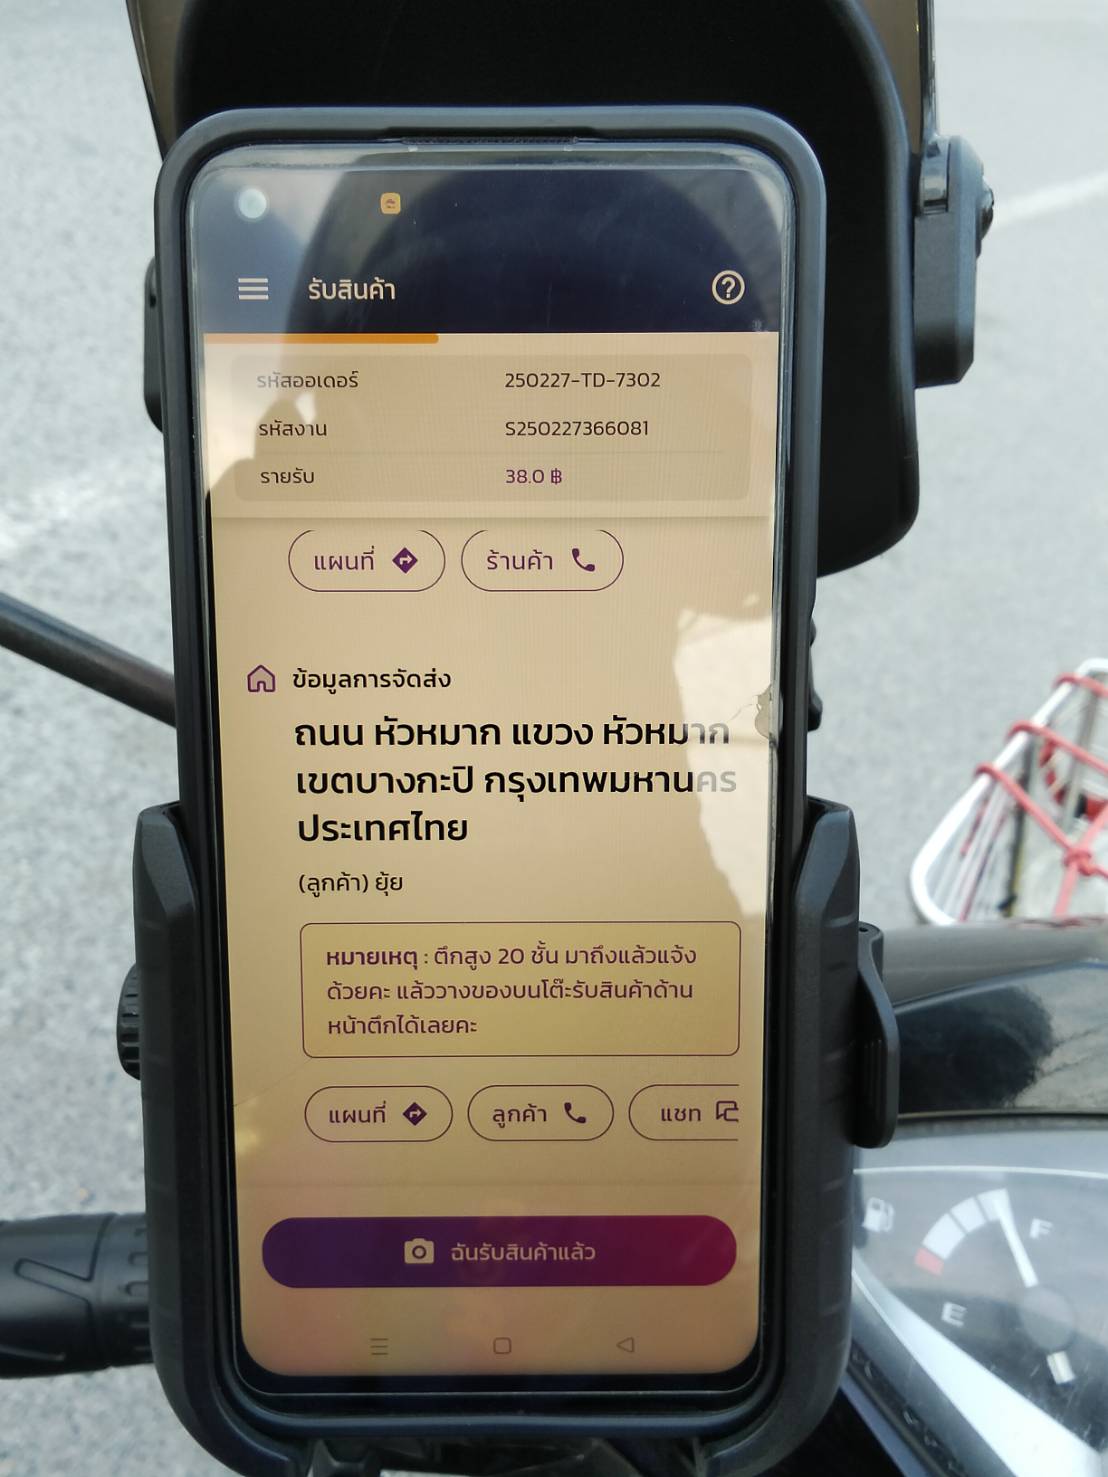 รับสินค้า
รหัสออเดอร์ 250227-TD-7302
รหัสงาน S250227366081
รายรับ 38.0 ฿
แผนที่ ร้านค้า
ข้อมูลการจัดส่ง
ถนน หัวหมาก แขวง หัวหมาก
เขตบางกะปิ กรุงเทพมหานคร
ประเทศไทย
(ลูกค้า) ยุ้ย
หมายเหตุ : ตึกสูง 20 ชั้น มาถึงแล้วแจ้ง
ด้วยคะ แล้ววางของบนโต๊ะรับสินค้าด้าน
หน้าตึกได้เลยคะ
แผนที่ ลูกค้า แชท
ฉันรับสินค้าแล้ว
F
E